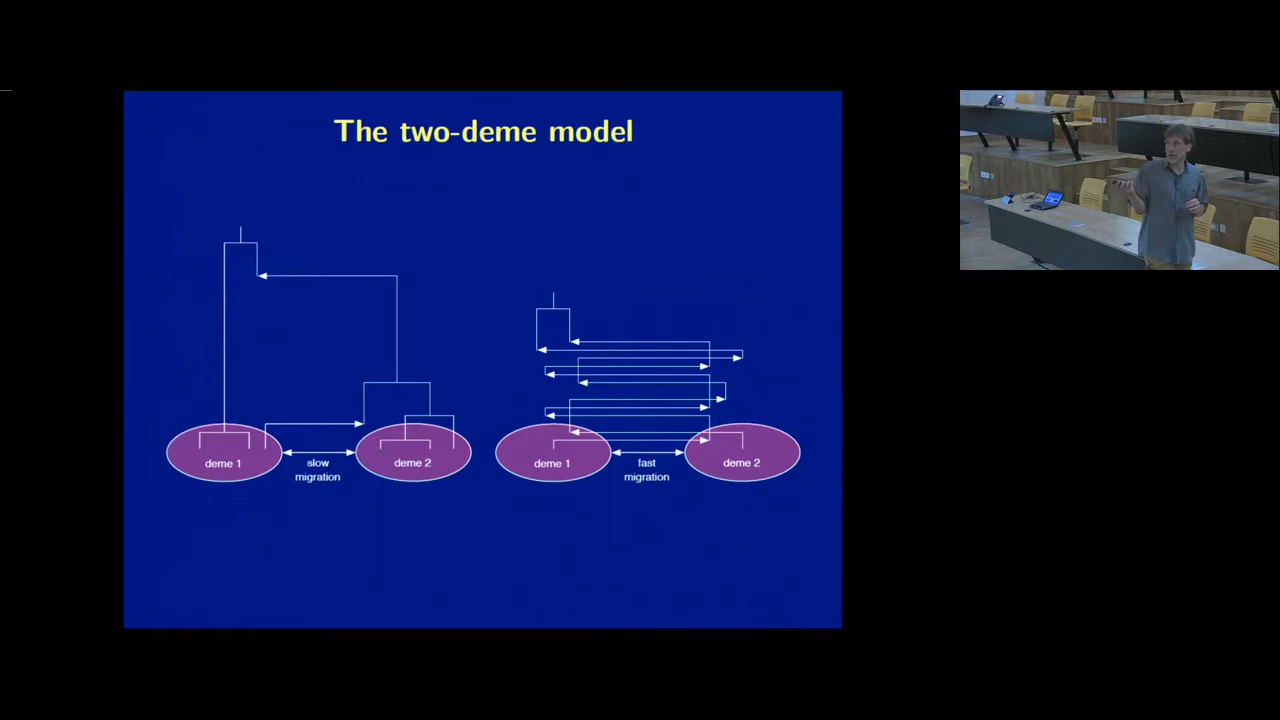 The two-deme model
deme 1
slow
migration
deme 2
deme 1
fast
migration
deme 2